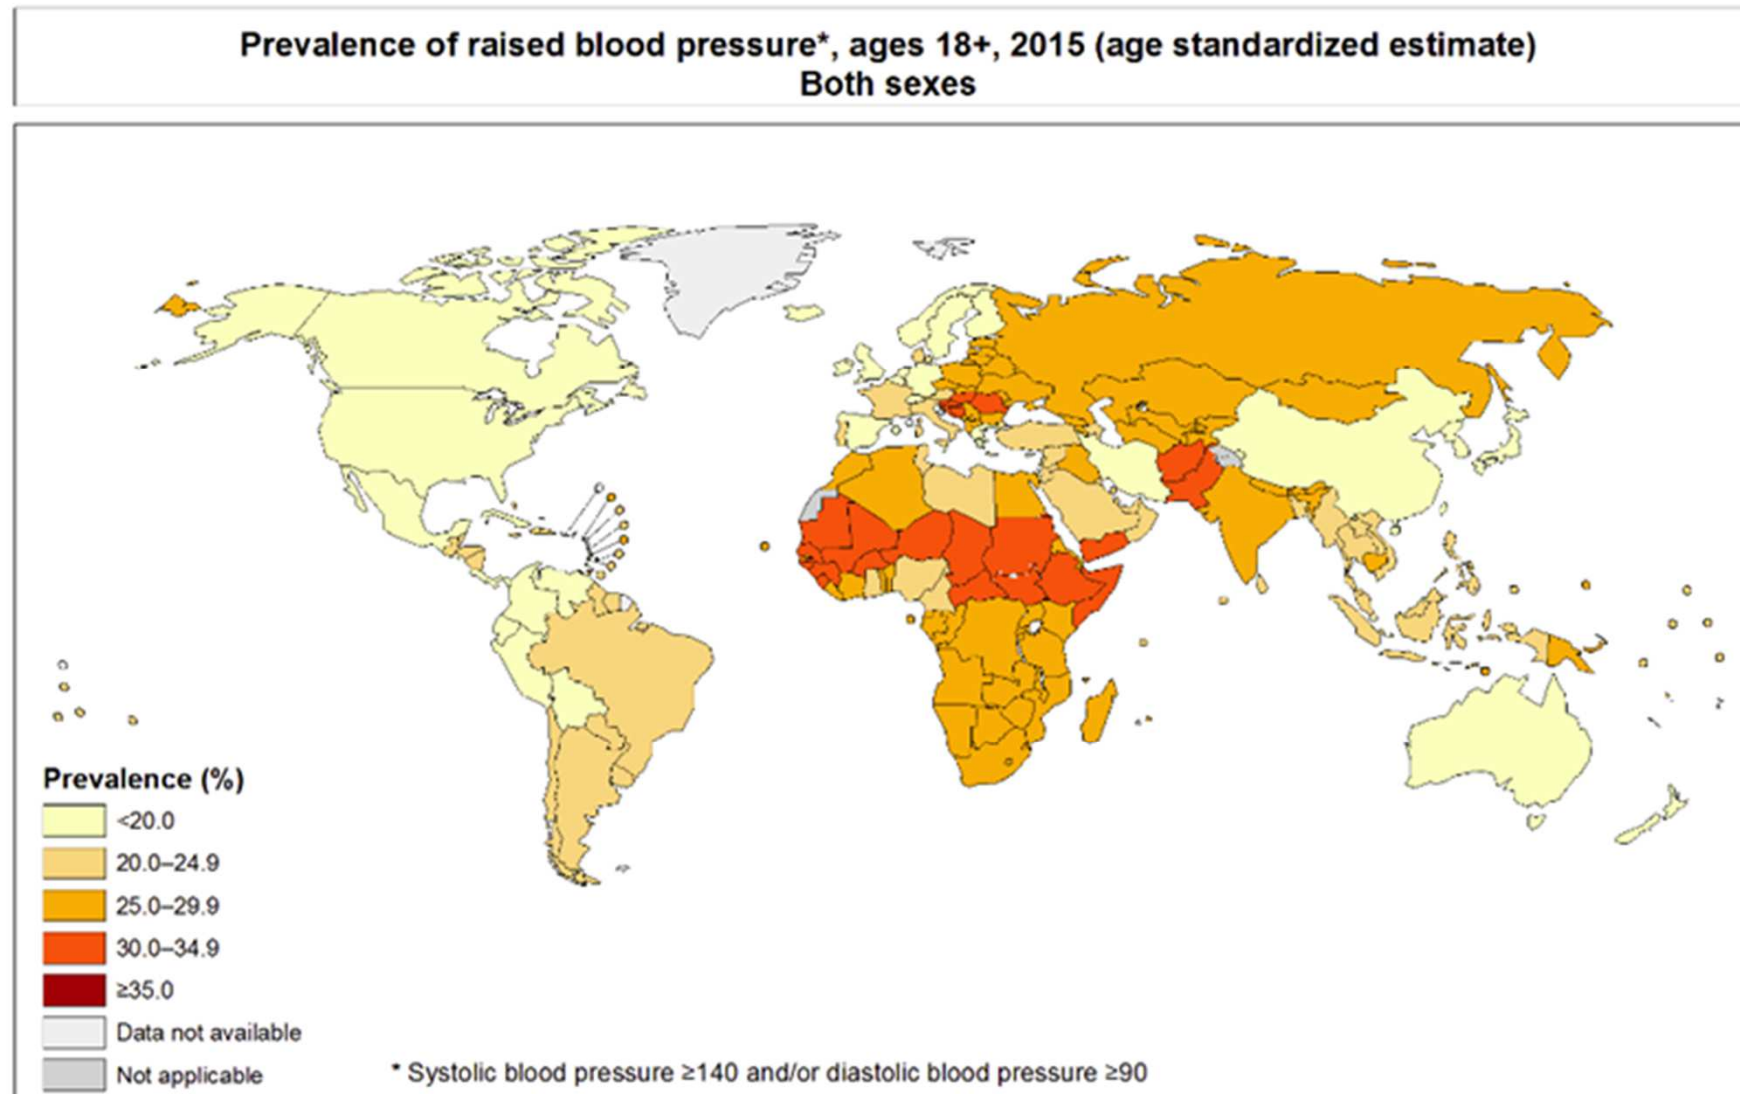 Prevalence of raised blood pressure*, ages 18+, 2015 (age standardized estimate)
Both sexes
Prevalence (%)
<20.0
20.0–24.9
25.0–29.9
30.0–34.9
≥35.0
Data not available
Not applicable
* Systolic blood pressure ≥140 and/or diastolic blood pressure ≥90